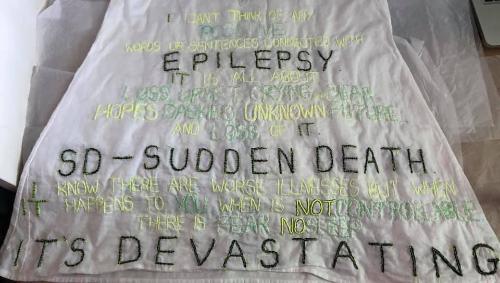 I CAN'T THINK OF ANY
POSITIVE
WORDS OR SENTENCES CONNECTED WITH
EPILEPSY.
IT IS ALL ABOUT
LOSS GRIEF CRYING FEAR
HOPES DASHED UNKNOWN FUTURE
AND LOSS OF IT.
SD-SUDDEN DEATH.
I KNOW THERE ARE WORSE ILLNESSES BUT WHEN
IT HAPPENS TO YOU WHEN IS NOT CONTROLLABLE
THERE IS FEAR NO SLEEP
IT'S DEVASTATING